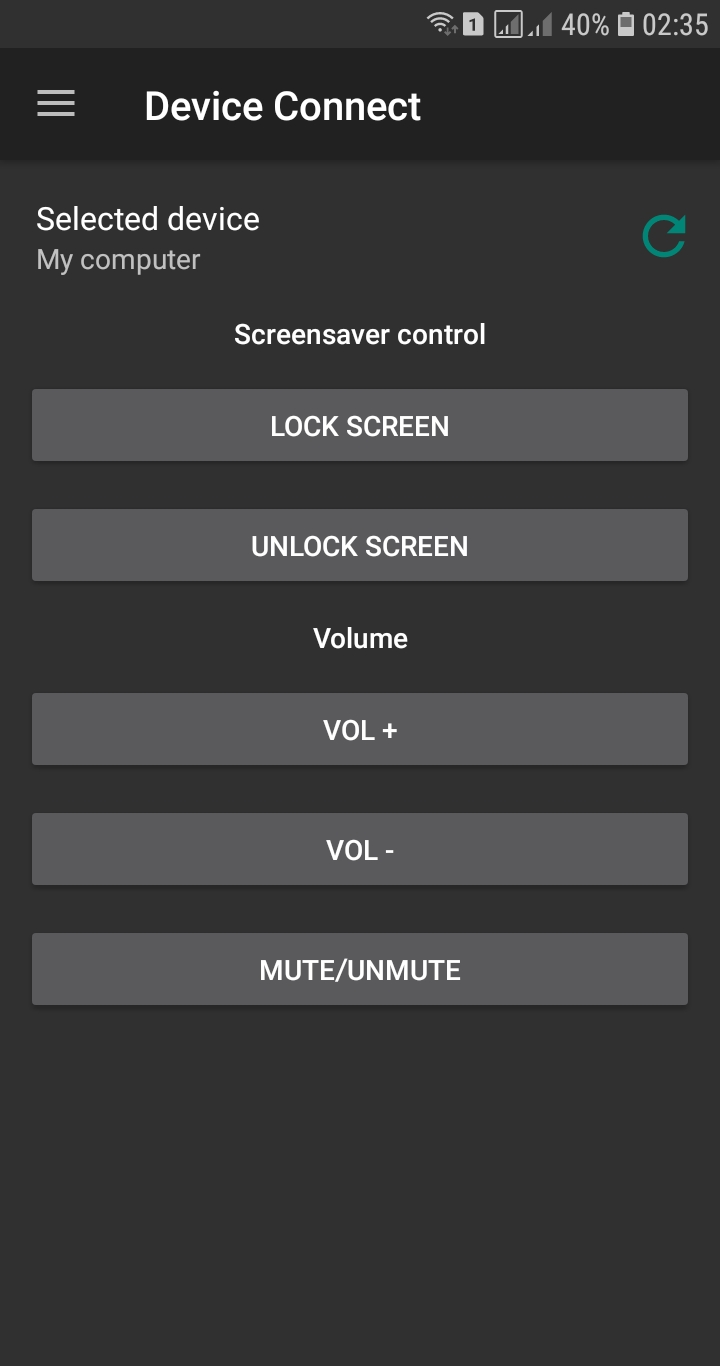 1 40% 02:35
Device Connect
Selected device
My computer
Screensaver control
LOCK SCREEN
UNLOCK SCREEN
Volume
VOL +
VOL -
MUTE/UNMUTE